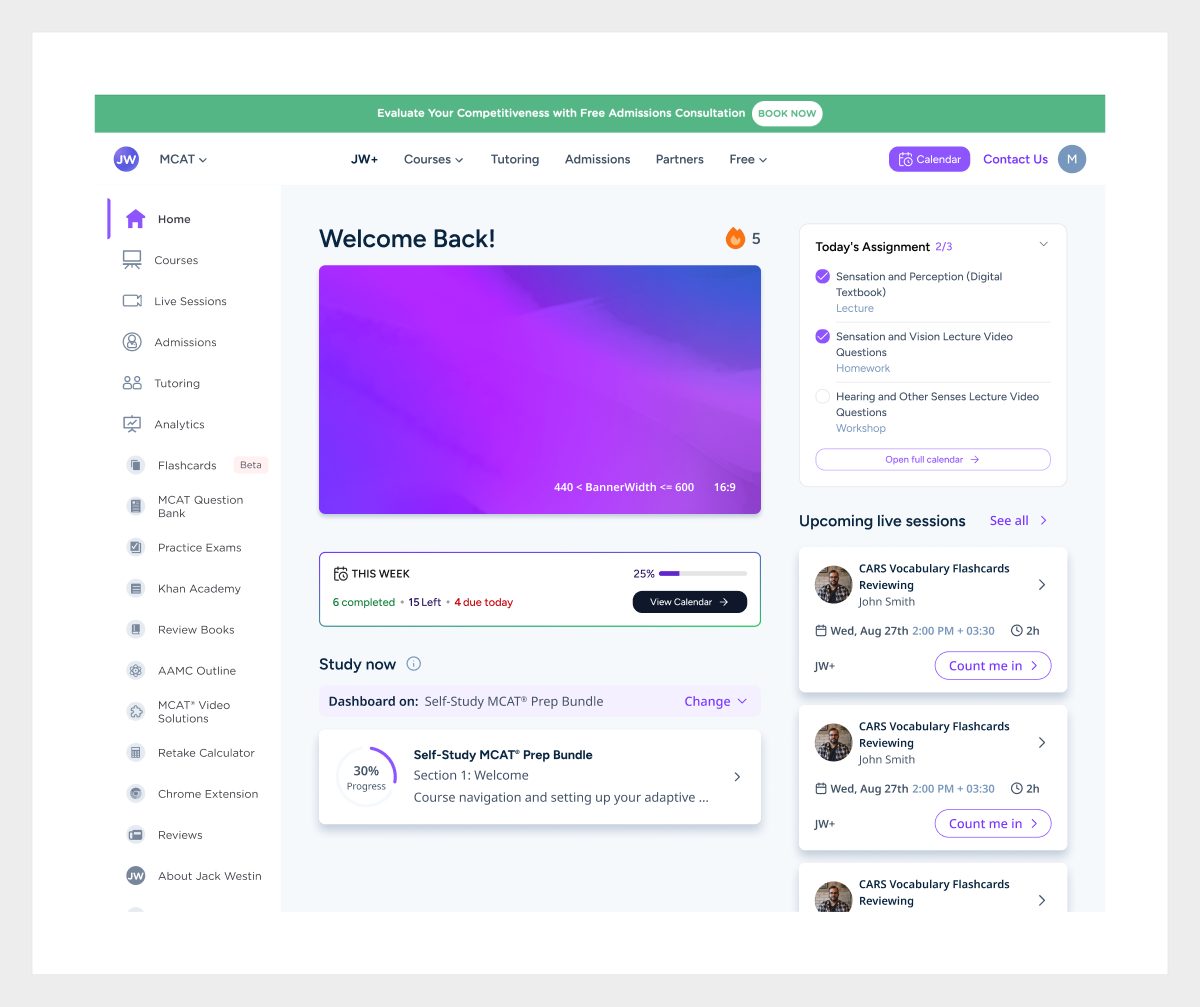 Evaluate Your Competitiveness with Free Admissions Consultation BOOK NOW
JW MCAT JW+ Courses Tutoring Admissions Partners Free Calendar Contact Us M
Home
Courses
Live Sessions
Admissions
Tutoring
Analytics
Flashcards Beta
MCAT Question
Bank
Practice Exams
Khan Academy
Review Books
AAMC Outline
MCAT® Video
Solutions
Retake Calculator
Chrome Extension
Reviews
JW About Jack Westin
Welcome Back! 5
440 < BannerWidth <= 600 16:9
THIS WEEK 25%
6 completed • 15 Left • 4 due today View Calendar →
Study now
Dashboard on: Self-Study MCAT® Prep Bundle Change
30%
Progress
Self-Study MCAT® Prep Bundle
Section 1: Welcome
Course navigation and setting up your adaptive ...
Today's Assignment 2/3
Sensation and Perception (Digital
Textbook)
Lecture
Sensation and Vision Lecture Video
Questions
Homework
Hearing and Other Senses Lecture Video
Questions
Workshop
Open full calendar →
Upcoming live sessions See all
CARS Vocabulary Flashcards
Reviewing
John Smith
Wed, Aug 27th 2:00 PM + 03:30 2h
JW+ Count me in
CARS Vocabulary Flashcards
Reviewing
John Smith
Wed, Aug 27th 2:00 PM + 03:30 2h
JW+ Count me in
CARS Vocabulary Flashcards
Reviewing